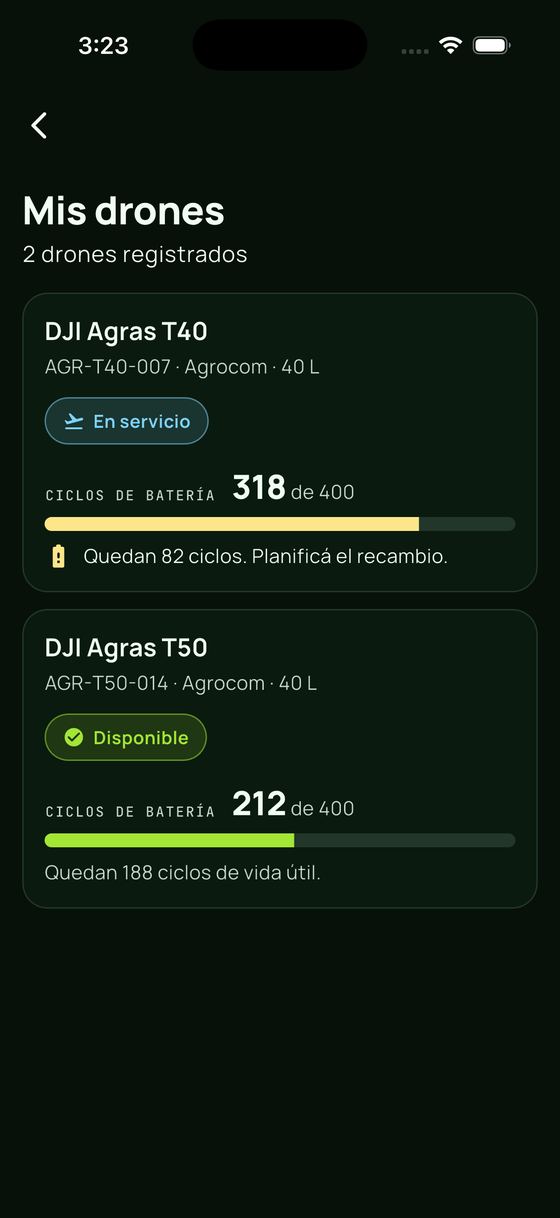 3:23
Mis drones
2 drones registrados
DJI Agras T40
AGR-T40-007 · Agrocom · 40 L
En servicio
CICLOS DE BATERÍA 318 de 400
Quedan 82 ciclos. Planificá el recambio.
DJI Agras T50
AGR-T50-014 · Agrocom · 40 L
Disponible
CICLOS DE BATERÍA 212 de 400
Quedan 188 ciclos de vida útil.